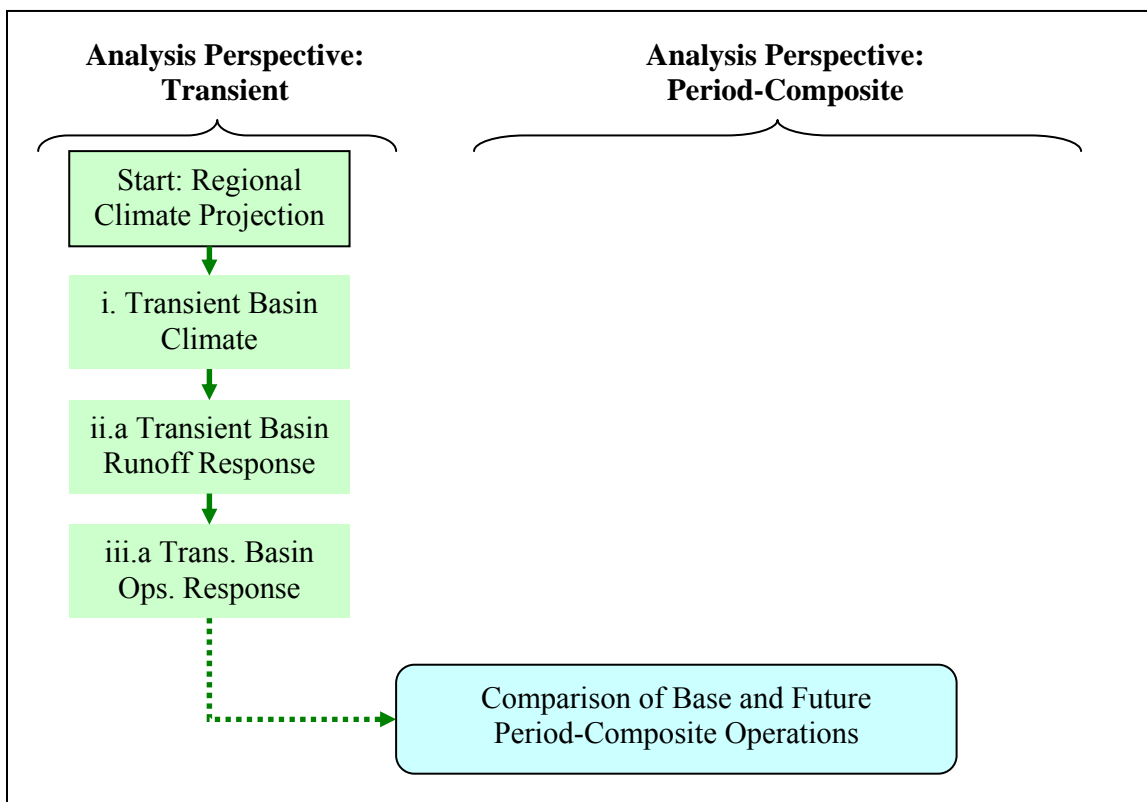 Analysis Perspective:
Transient
Analysis Perspective:
Period-Composite
Start: Regional
Climate Projection
i. Transient Basin
Climate
ii.a Transient Basin
Runoff Response
iii.a Trans. Basin
Ops. Response
Comparison of Base and Future
Period-Composite Operations